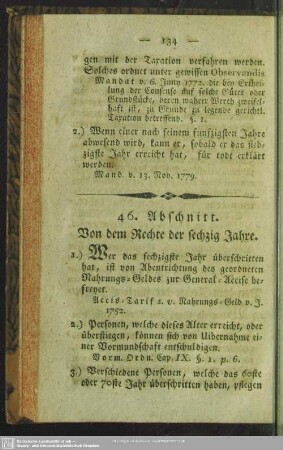 — 134 —
gen mit der Taxation verfahren werden.
Solches ordnet unter gewissen Observandis
Mandat v. 6. Juny 1772. die den Erthei-
lung der Consense auf solche Güter oder
Grundstücke, deren wahrer Werth zweifel-
haft ist, zu Grunde zu legende gerichtl.
Taxation betreffend. §. 1.
2.) Wenn einer nach seinem funfzigsten Jahre
abwesend wird, kann er, sobald er das sieb-
zigste Jahr erreicht hat, für todt erklärt
werden.
Mand. v. 13. Nov. 1779.
46. Abschnitt.
Von dem Rechte der sechzig Jahre.
1.) Wer das sechzigste Jahr überschritten
hat, ist von Abentrichtung des geordneten
Nahrungs-Geldes zur General-Accise be-
freyet.
Accis-Tarif s. v. Nahrungs-Geld v. J.
1752.
2.) Personen, welche dieses Alter erreicht, oder
überstiegen, können sich von Uibernahme ei-
ner Vormundschaft entschuldigen.
Vorm. Ordn. Cap. IX. §. 1. p. 6.
3.) Verschiedene Personen, welche das 60ste
oder 70ste Jahr überschritten haben, pflegen